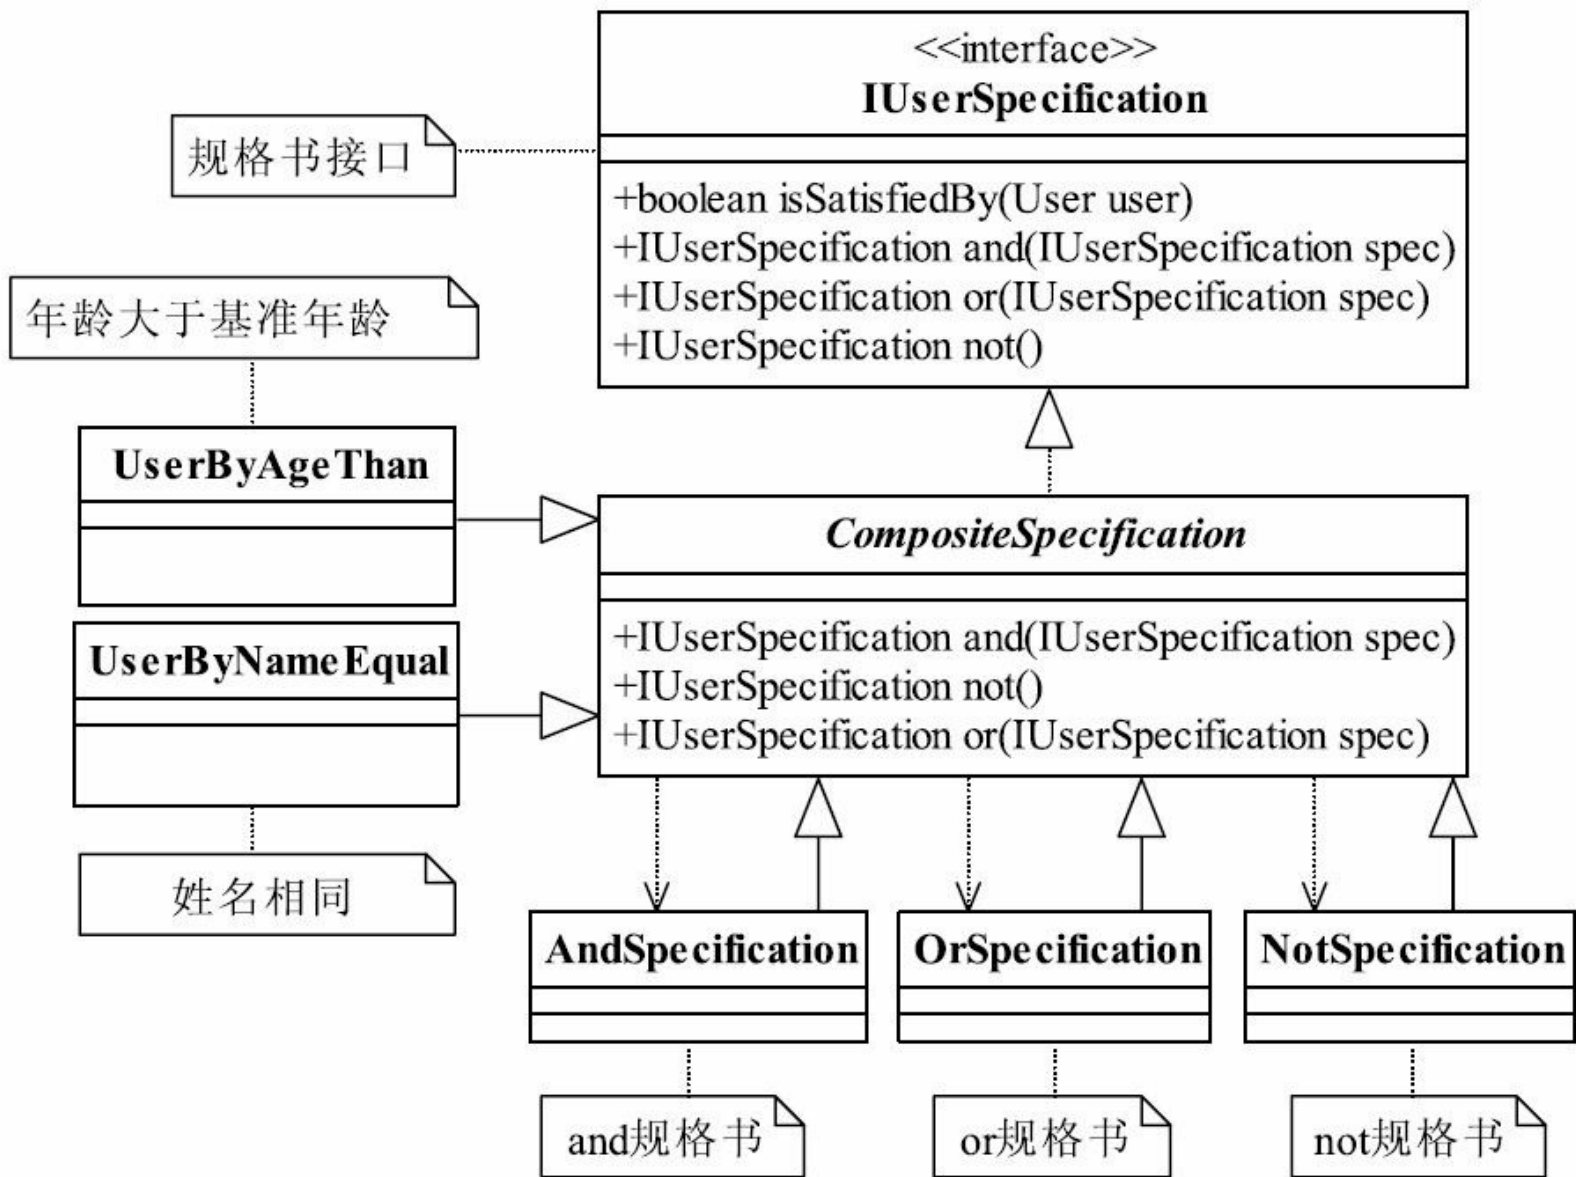 <<interface>>
IUserSpecification
规格书接口
+boolean isSatisfiedBy(User user)
+IUserSpecification and(IUserSpecification spec)
+IUserSpecification or(IUserSpecification spec)
+IUserSpecification not()
年龄大于基准年龄
UserByAgeThan
CompositeSpecification
+IUserSpecification and(IUserSpecification spec)
+IUserSpecification not()
+IUserSpecification or(IUserSpecification spec)
UserByNameEqual
姓名相同
AndSpecification
OrSpecification
NotSpecification
and规格书
or规格书
not规格书